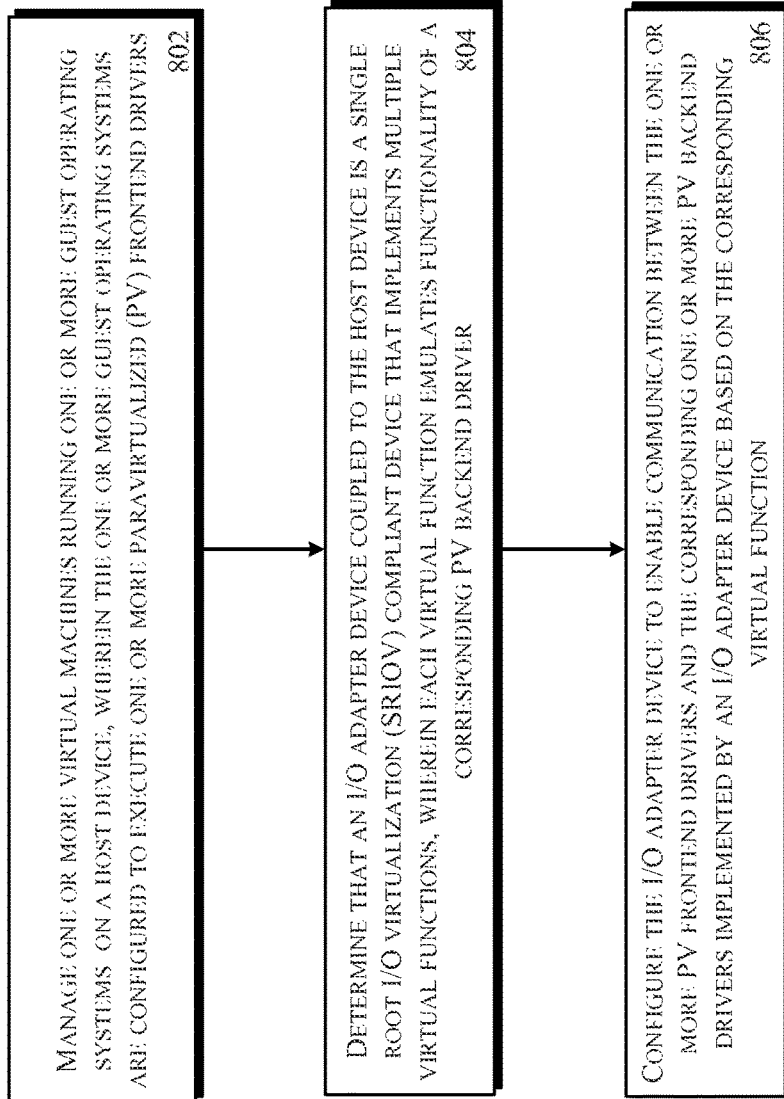 MANAGE ONE OR MORE VIRTUAL MACHINES RUNNING ONE OR MORE GUEST OPERATING
SYSTEMS ON A HOST DEVICE, WHEREIN THE ONE OR MORE GUEST OPERATING SYSTEMS
ARE CONFIGURED TO EXECUTE ONE OR MORE PARAVIRTUALIZED (PV) FRONTEND DRIVERS
802
DETERMINE THAT AN I/O ADAPTER DEVICE COUPLED TO THE HOST DEVICE IS A SINGLE
ROOT I/O VIRTUALIZATION (SRIOV) COMPLIANT DEVICE THAT IMPLEMENTS MULTIPLE
VIRTUAL FUNCTIONS, WHEREIN EACH VIRTUAL FUNCTION EMULATES FUNCTIONALITY OF A
CORRESPONDING PV BACKEND DRIVER
804
CONFIGURE THE I/O ADAPTER DEVICE TO ENABLE COMMUNICATION BETWEEN THE ONE OR
MORE PV FRONTEND DRIVERS AND THE CORRESPONDING ONE OR MORE PV BACKEND
DRIVERS IMPLEMENTED BY AN I/O ADAPTER DEVICE BASED ON THE CORRESPONDING
VIRTUAL FUNCTION
806